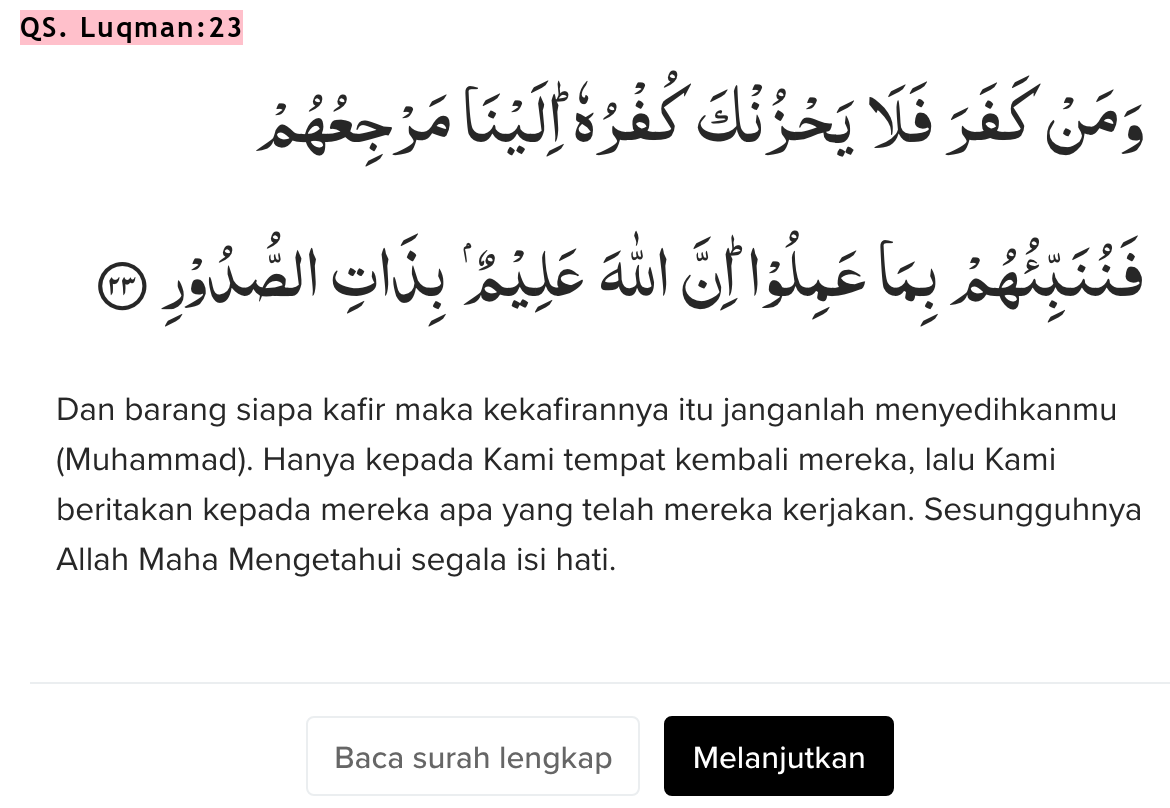 QS. Luqman:23
وَمَنْ كَفَرَ فَلَا يَحْزُنْكَ كُفْرُهٗۗ اِلَيْنَا مَرْجِعُهُمْ
فَنُنَبِّئُهُمْ بِمَا عَمِلُوْاۗ اِنَّ اللّٰهَ عَلِيْمٌ ۢ بِذَاتِ الصُّدُوْرِ ٢٣
Dan barang siapa kafir maka kekafirannya itu janganlah menyedihkanmu
(Muhammad). Hanya kepada Kami tempat kembali mereka, lalu Kami
beritakan kepada mereka apa yang telah mereka kerjakan. Sesungguhnya
Allah Maha Mengetahui segala isi hati.
Baca surah lengkap
Melanjutkan